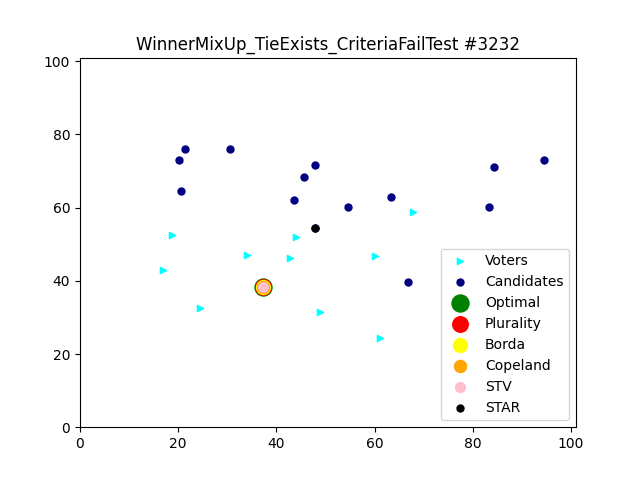 WinnerMixUp_TieExists_CriteriaFailTest #3232
100
80
60
40
20
0
0 20 40 60 80 100
Voters
Candidates
Optimal
Plurality
Borda
Copeland
STV
STAR